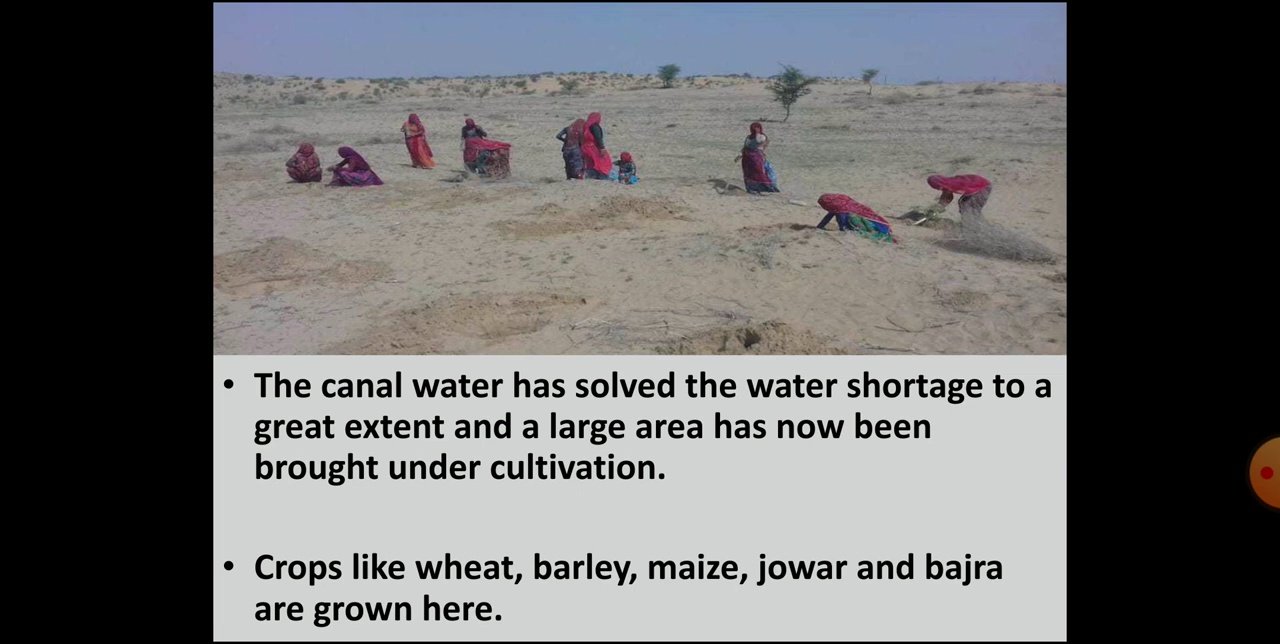 • The canal water has solved the water shortage to a
great extent and a large area has now been
brought under cultivation.
• Crops like wheat, barley, maize, jowar and bajra
are grown here.